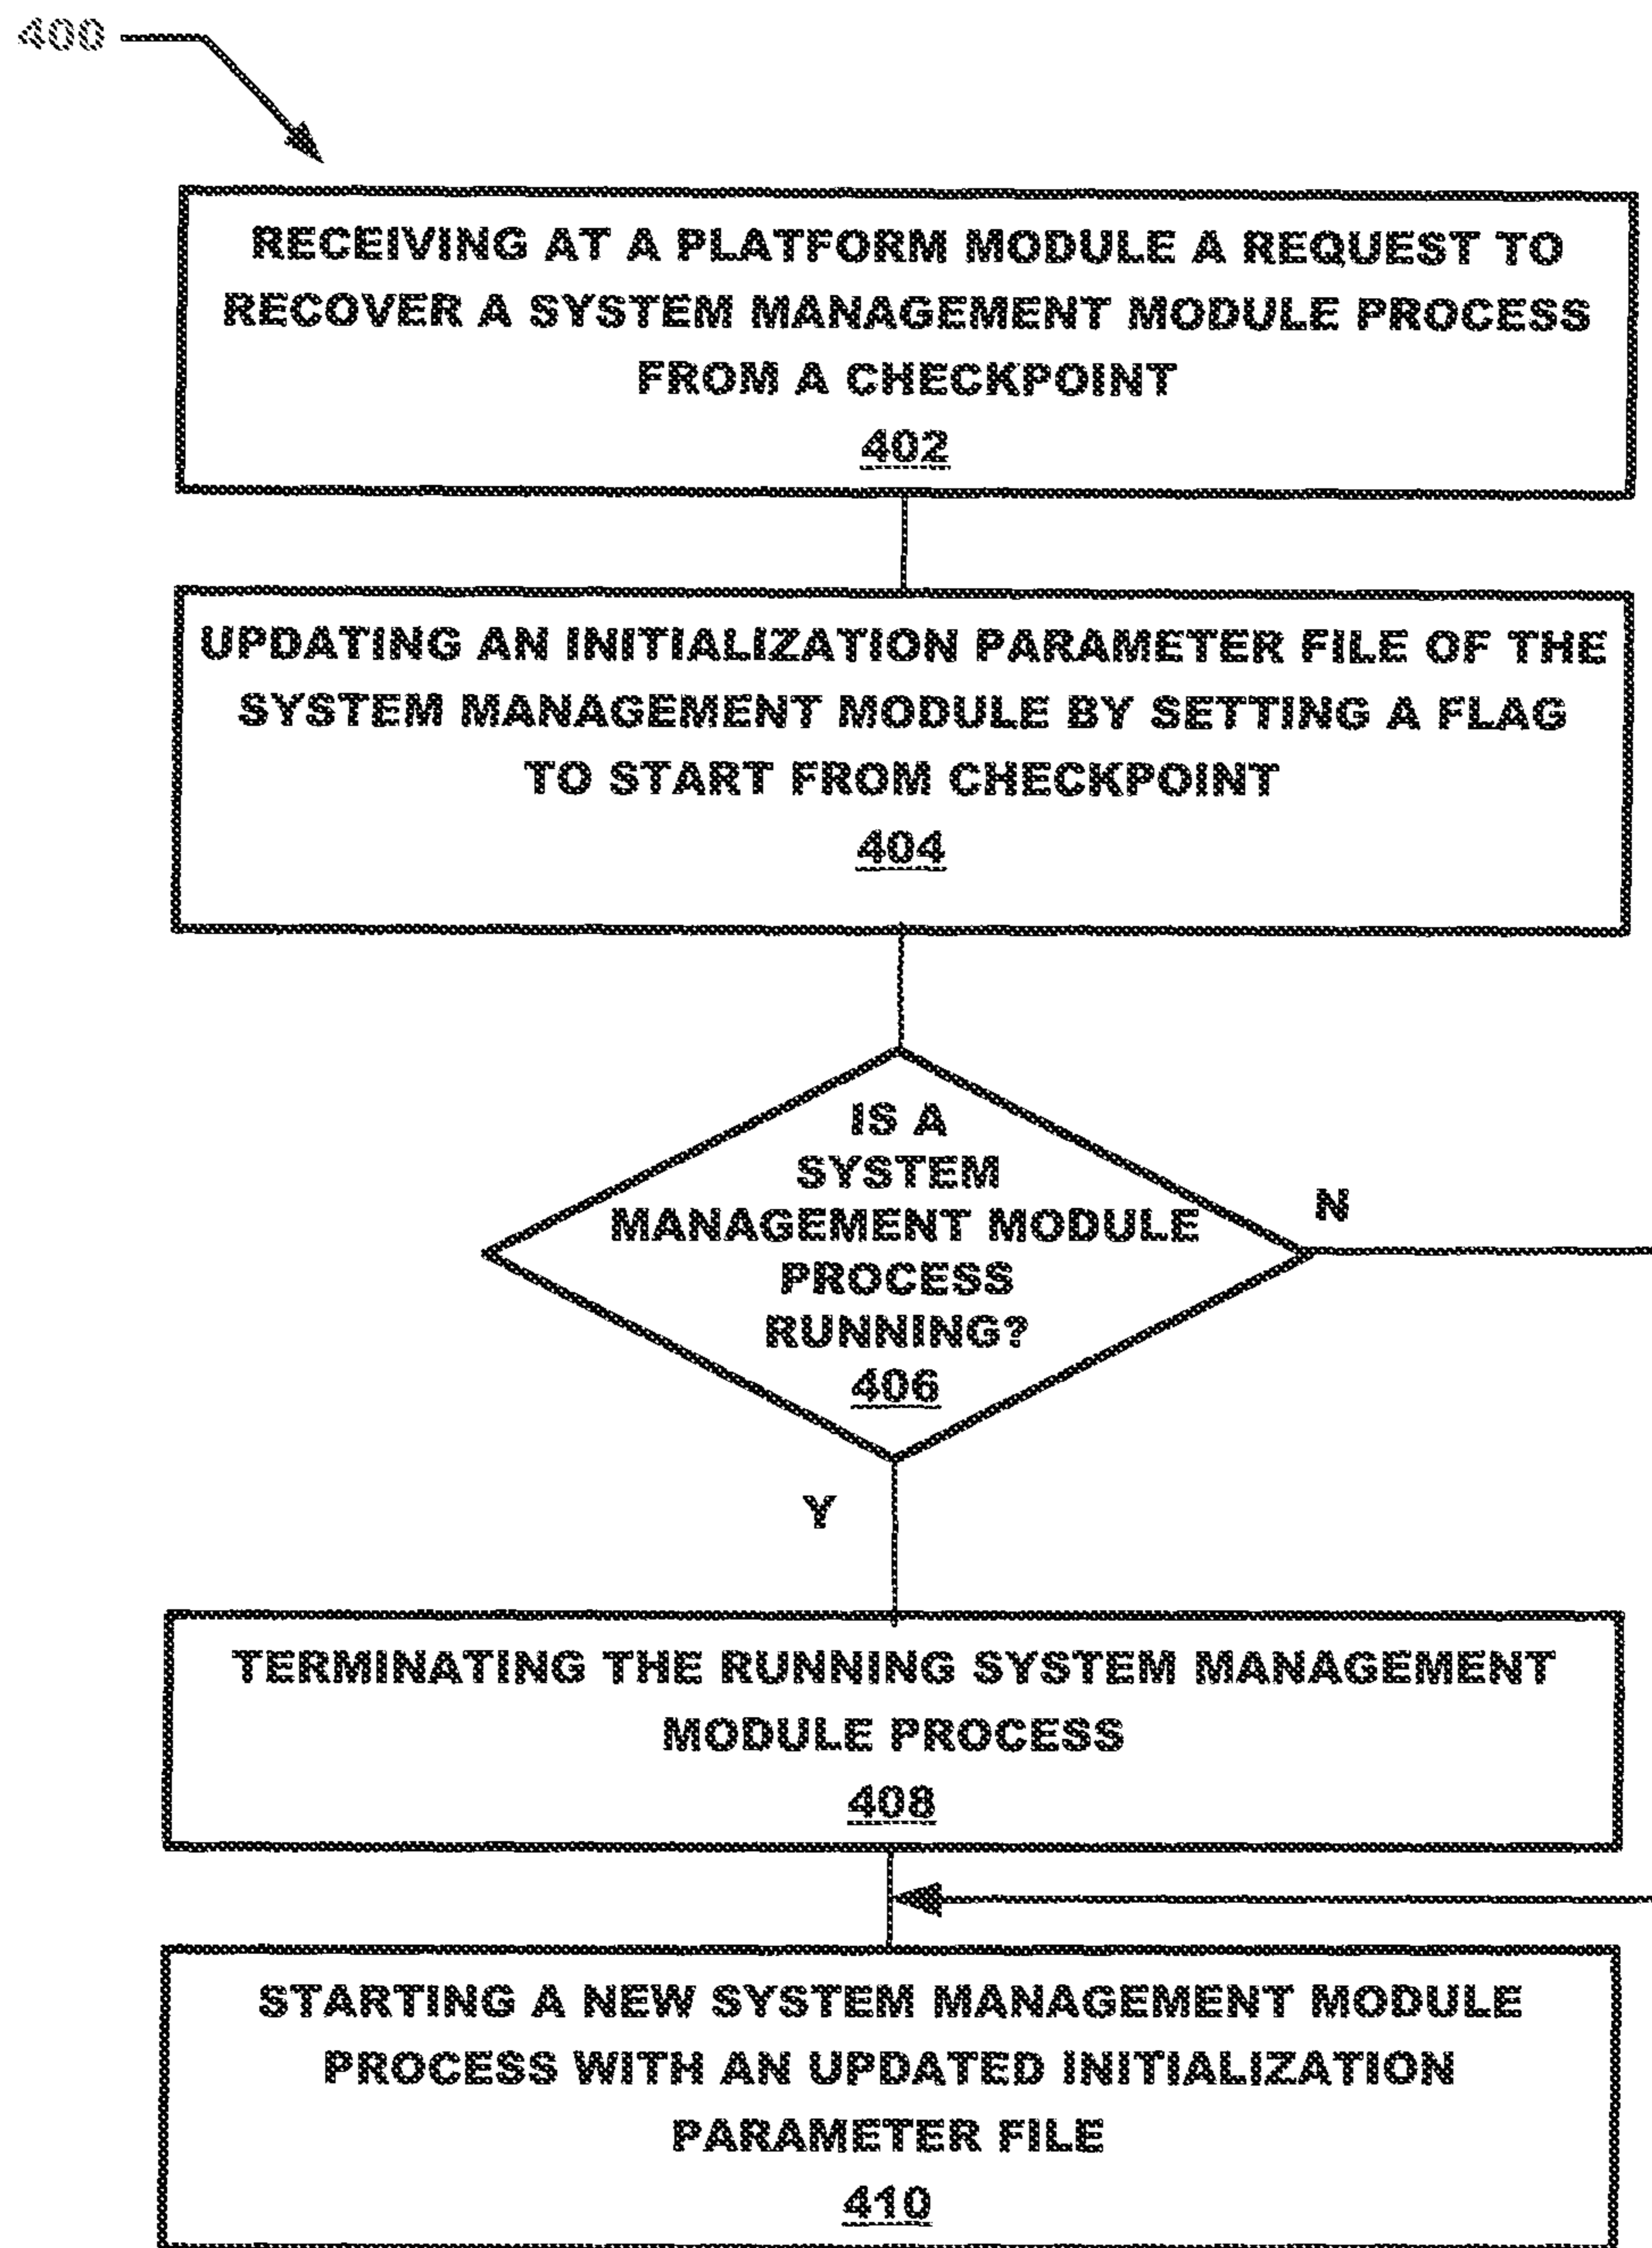 400
RECEIVING AT A PLATFORM MODULE A REQUEST TO
RECOVER A SYSTEM MANAGEMENT MODULE PROCESS
FROM A CHECKPOINT
402
UPDATING AN INITIALIZATION PARAMETER FILE OF THE
SYSTEM MANAGEMENT MODULE BY SETTING A FLAG
TO START FROM CHECKPOINT
404
IS A
SYSTEM
MANAGEMENT MODULE
PROCESS
RUNNING?
406
N
Y
TERMINATING THE RUNNING SYSTEM MANAGEMENT
MODULE PROCESS
408
STARTING A NEW SYSTEM MANAGEMENT MODULE
PROCESS WITH AN UPDATED INITIALIZATION
PARAMETER FILE
410